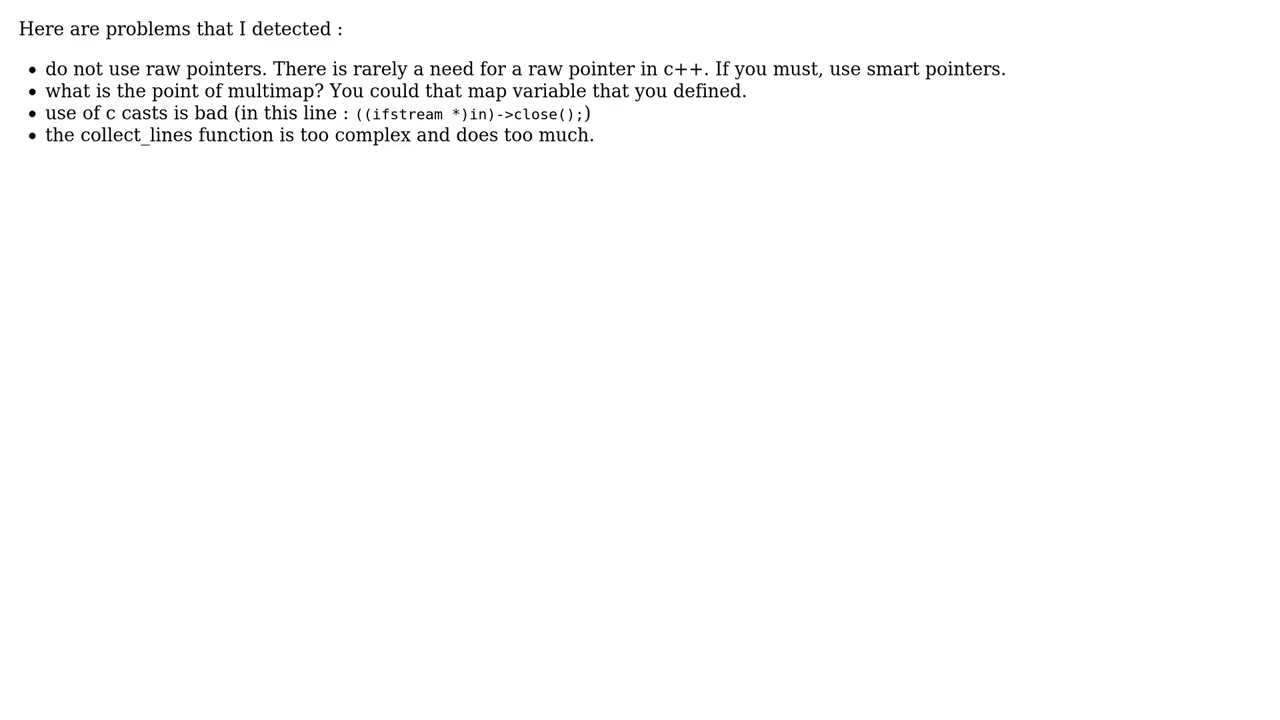 Here are problems that I detected :
• do not use raw pointers. There is rarely a need for a raw pointer in c++. If you must, use smart pointers.
• what is the point of multimap? You could that map variable that you defined.
• use of c casts is bad (in this line : ((ifstream *)in)->close();)
• the collect_lines function is too complex and does too much.